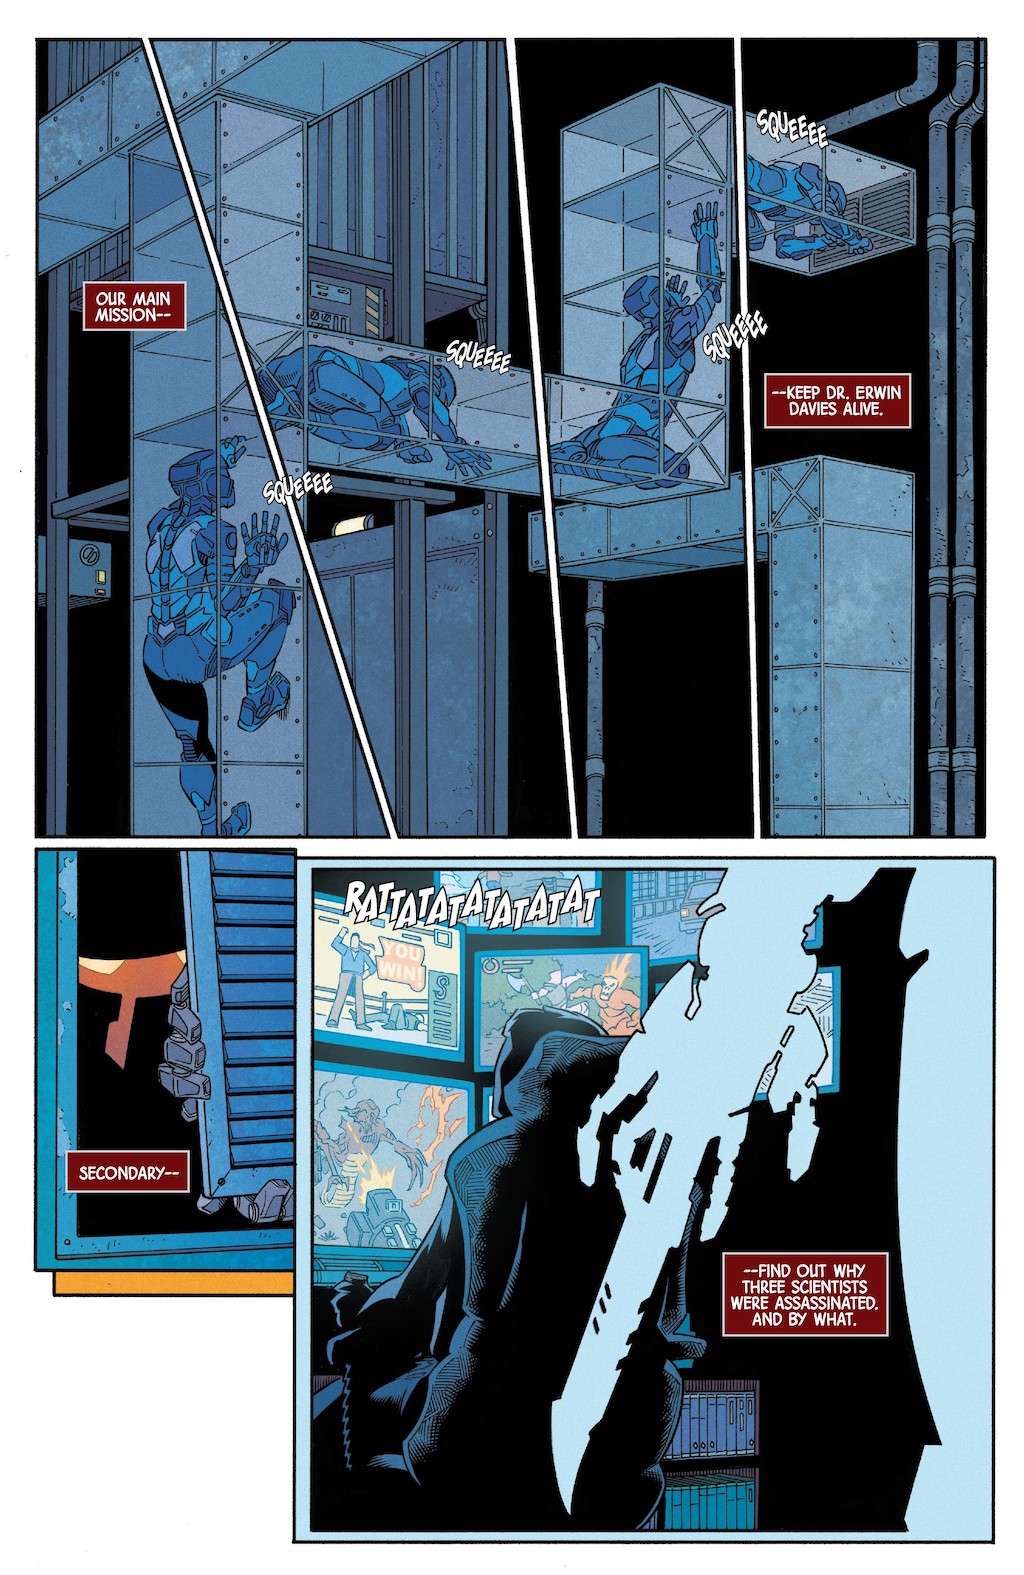 OUR MAIN
MISSION--
SQUEEEE
SQUEEEE
SQUEEEE
SQUEEEE
--KEEP DR. ERWIN
DAVIES ALIVE.
SECONDARY--
RATTATATATATATATAT
YOU
WIN!
--FIND OUT WHY
THREE SCIENTISTS
WERE ASSASSINATED.
AND BY WHAT.